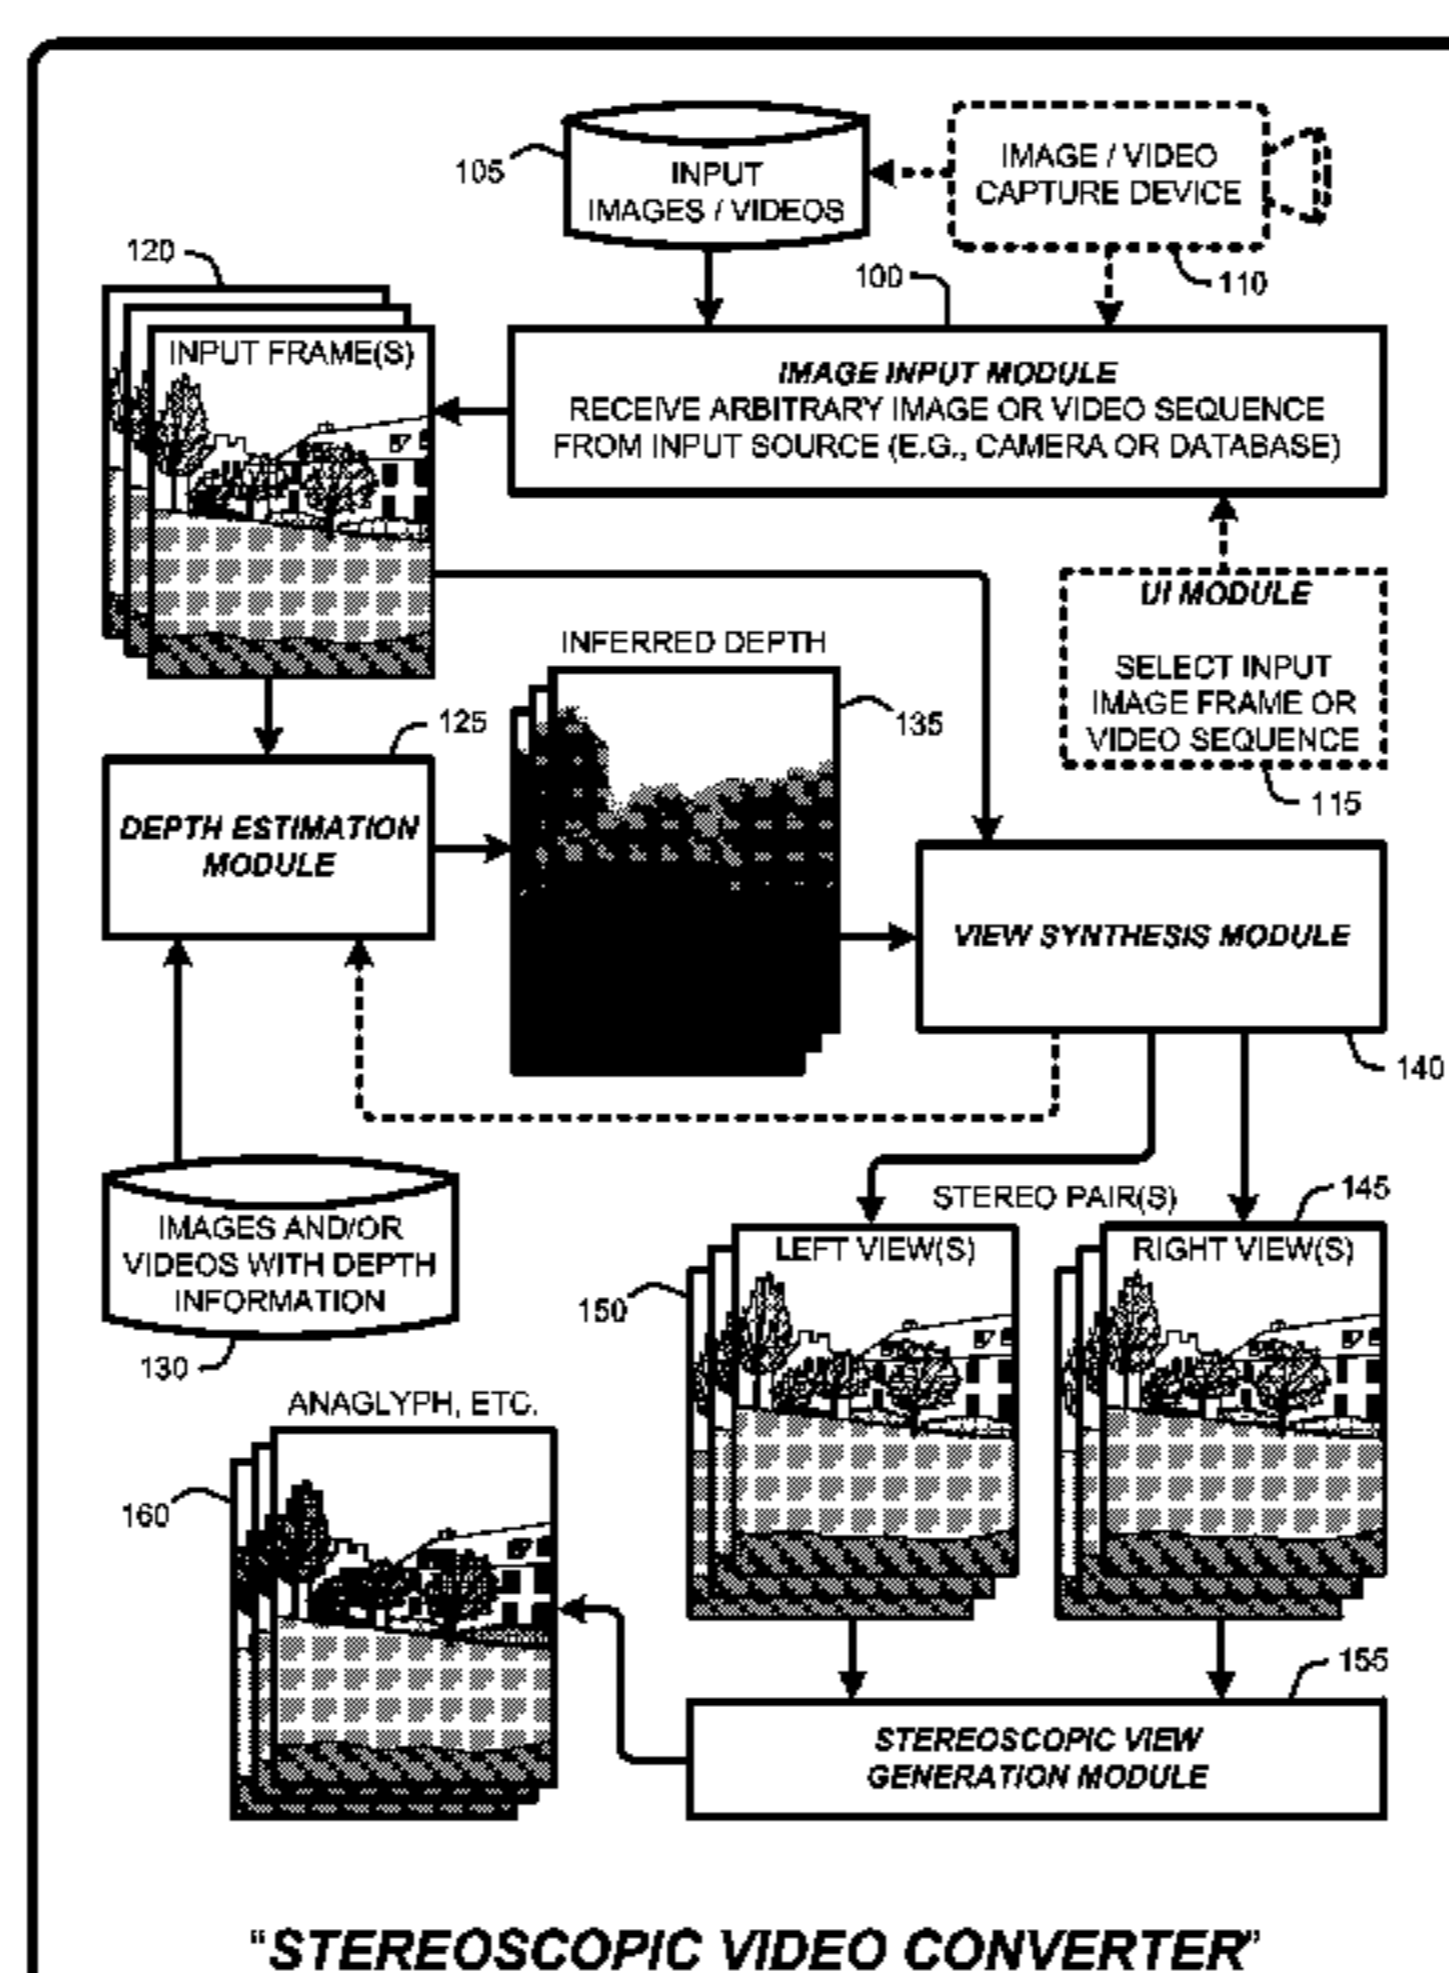 105
INPUT
IMAGES / VIDEOS
IMAGE / VIDEO
CAPTURE DEVICE
110
120
100
INPUT FRAME(S)
IMAGE INPUT MODULE
RECEIVE ARBITRARY IMAGE OR VIDEO SEQUENCE
FROM INPUT SOURCE (E.G., CAMERA OR DATABASE)
UI MODULE
SELECT INPUT
IMAGE FRAME OR
VIDEO SEQUENCE
115
INFERRED DEPTH
135
125
DEPTH ESTIMATION
MODULE
VIEW SYNTHESIS MODULE
140
IMAGES AND/OR
VIDEOS WITH DEPTH
INFORMATION
130
STEREO PAIR(S)
145
LEFT VIEW(S)
RIGHT VIEW(S)
150
ANAGLYPH, ETC.
160
155
STEREOSCOPIC VIEW
GENERATION MODULE
“STEREOSCOPIC VIDEO CONVERTER”